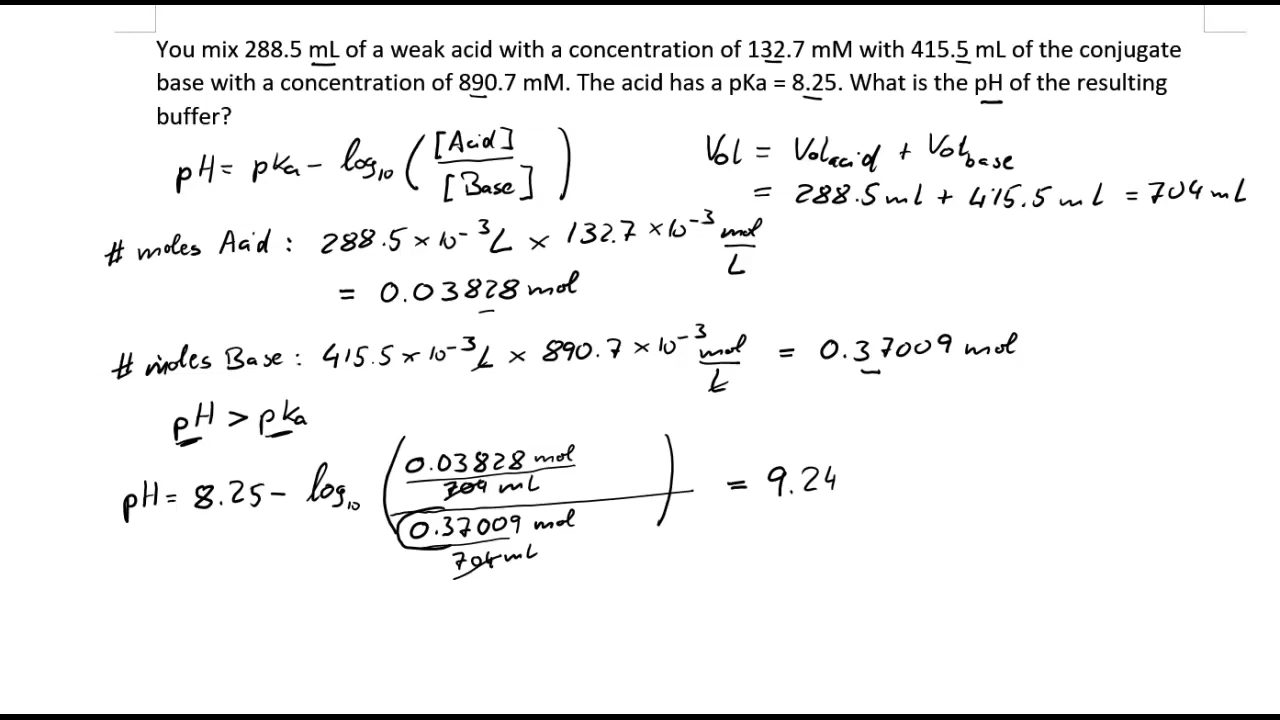 You mix 288.5 mL of a weak acid with a concentration of 132.7 mM with 415.5 mL of the conjugate
base with a concentration of 890.7 mM. The acid has a pKa = 8.25. What is the pH of the resulting
buffer?
pH = pKa - log₁₀ ([Acid] / [Base])
Vol = Vol acid + Vol base
= 288.5 ml + 415.5 ml = 704 mL
# moles Acid : 288.5 × 10⁻³ L × 132.7 × 10⁻³ mol / L
= 0.03828 mol
# moles Base : 415.5 × 10⁻³ L × 890.7 × 10⁻³ mol / L = 0.37009 mol
pH > pKa
pH = 8.25 - log₁₀ (0.03828 mol / 704 mL / 0.37009 mol / 704 mL) = 9.24